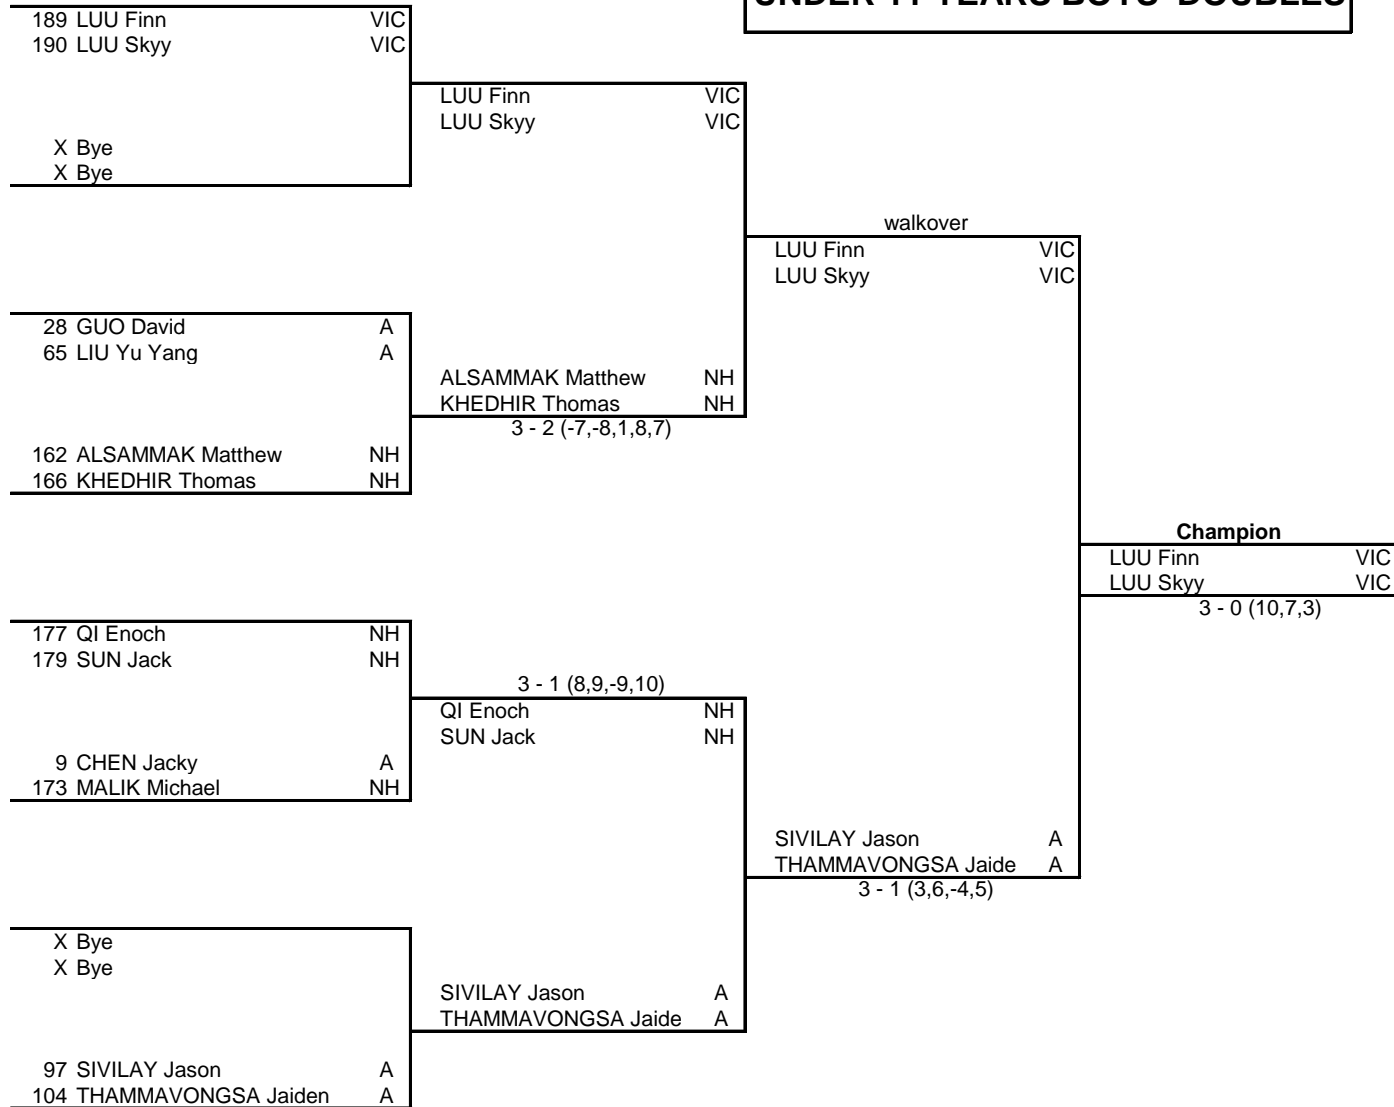 UNDER 11 YEARS BOYS' DOUBLES
189 LUU Finn VIC
190 LUU Skyy VIC
X Bye
X Bye
LUU Finn VIC
LUU Skyy VIC
28 GUO David A
65 LIU Yu Yang A
162 ALSAMMAK Matthew NH
166 KHEDHIR Thomas NH
ALSAMMAK Matthew NH
KHEDHIR Thomas NH
3 - 2 (-7,-8,1,8,7)
walkover
LUU Finn VIC
LUU Skyy VIC
177 QI Enoch NH
179 SUN Jack NH
9 CHEN Jacky A
173 MALIK Michael NH
3 - 1 (8,9,-9,10)
QI Enoch NH
SUN Jack NH
X Bye
X Bye
97 SIVILAY Jason A
104 THAMMAVONGSA Jaiden A
SIVILAY Jason A
THAMMAVONGSA Jaide A
SIVILAY Jason A
THAMMAVONGSA Jaide A
3 - 1 (3,6,-4,5)
Champion
LUU Finn VIC
LUU Skyy VIC
3 - 0 (10,7,3)